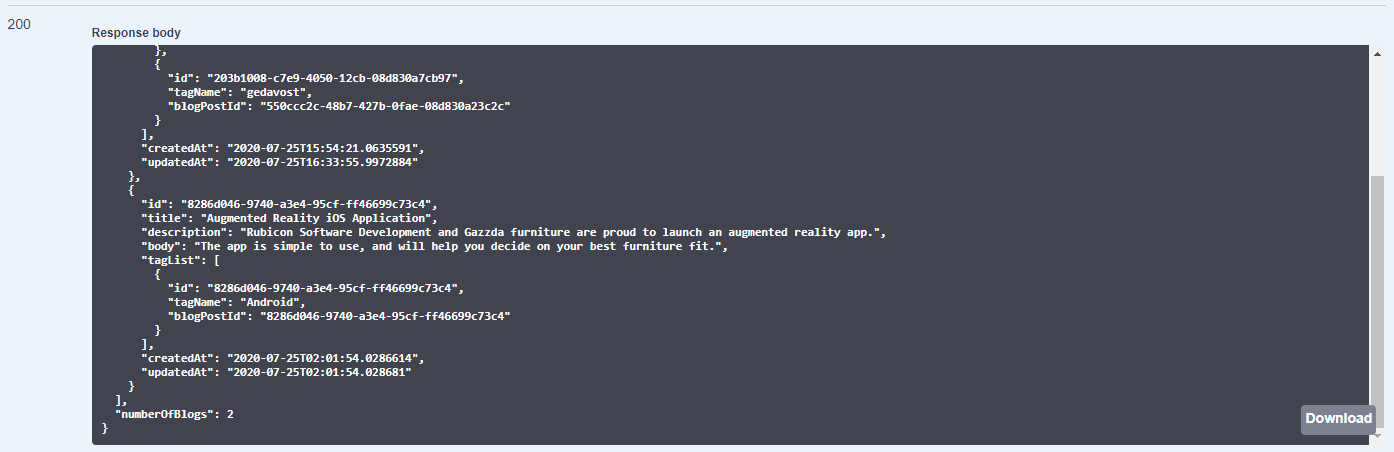 200
Response body
},
{
"id": "203b1008-c7e9-4050-12cb-08d830a7cb97",
"tagName": "gedavost",
"blogPostId": "550ccc2c-48b7-427b-0fae-08d830a23c2c"
}
],
"createdAt": "2020-07-25T15:54:21.0635591",
"updatedAt": "2020-07-25T16:33:55.9972884"
},
{
"id": "8286d046-9740-a3e4-95cf-ff46699c73c4",
"title": "Augmented Reality iOS Application",
"description": "Rubicon Software Development and Gazzda furniture are proud to launch an augmented reality app.",
"body": "The app is simple to use, and will help you decide on your best furniture fit.",
"tagList": [
{
"id": "8286d046-9740-a3e4-95cf-ff46699c73c4",
"tagName": "Android",
"blogPostId": "8286d046-9740-a3e4-95cf-ff46699c73c4"
}
],
"createdAt": "2020-07-25T02:01:54.0286614",
"updatedAt": "2020-07-25T02:01:54.028681"
}
],
"numberOfBlogs": 2
}
Download